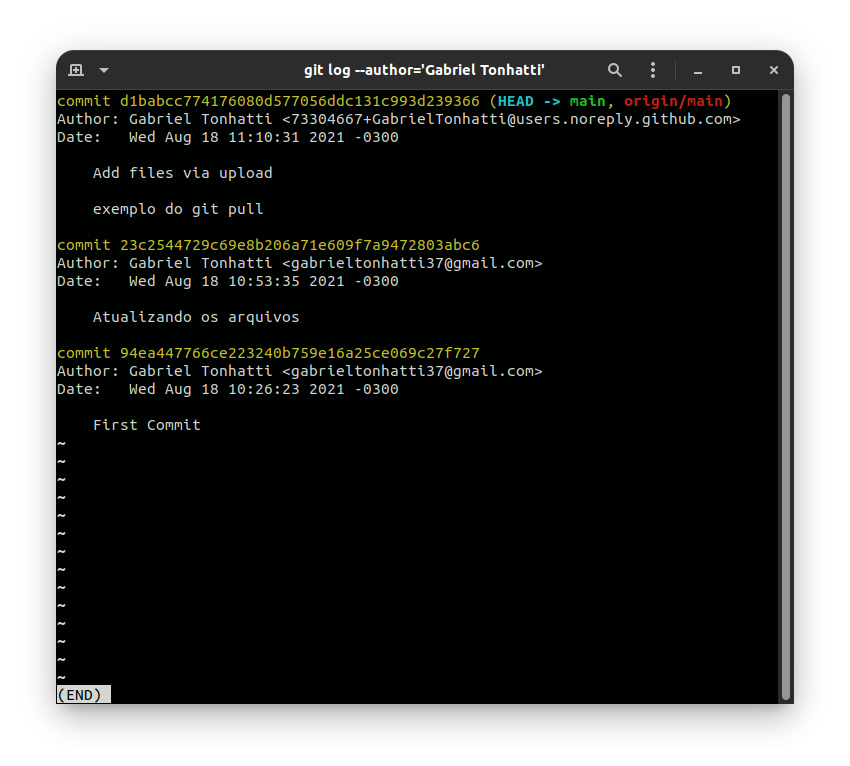 git log --author='Gabriel Tonhatti'
commit d1babcc774176080d577056ddc131c993d239366 (HEAD -> main, origin/main)
Author: Gabriel Tonhatti <73304667+GabrielTonhatti@users.noreply.github.com>
Date:   Wed Aug 18 11:10:31 2021 -0300
    Add files via upload
    exemplo do git pull
commit 23c2544729c69e8b206a71e609f7a9472803abc6
Author: Gabriel Tonhatti <gabrieltonhatti37@gmail.com>
Date:   Wed Aug 18 10:53:35 2021 -0300
    Atualizando os arquivos
commit 94ea447766ce223240b759e16a25ce069c27f727
Author: Gabriel Tonhatti <gabrieltonhatti37@gmail.com>
Date:   Wed Aug 18 10:26:23 2021 -0300
    First Commit
~
~
~
~
~
~
~
~
~
~
~
~
~
~
(END)